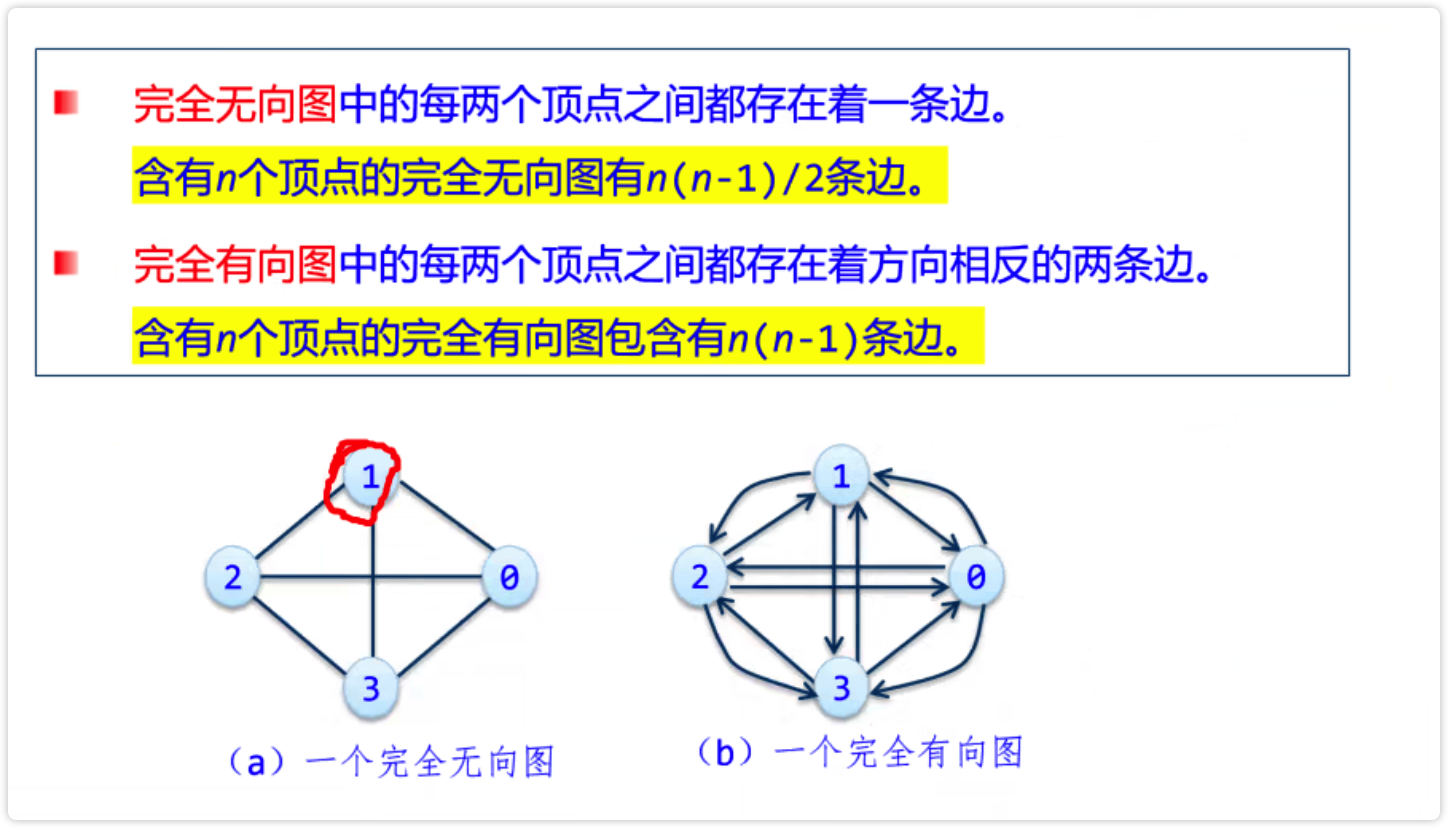 完全无向图中的每两个顶点之间都存在着一条边。
含有n个顶点的完全无向图有n(n-1)/2条边。
完全有向图中的每两个顶点之间都存在着方向相反的两条边。
含有n个顶点的完全有向图包含有n(n-1)条边。
1
2
0
3
(a)一个完全无向图
1
2
0
3
(b)一个完全有向图